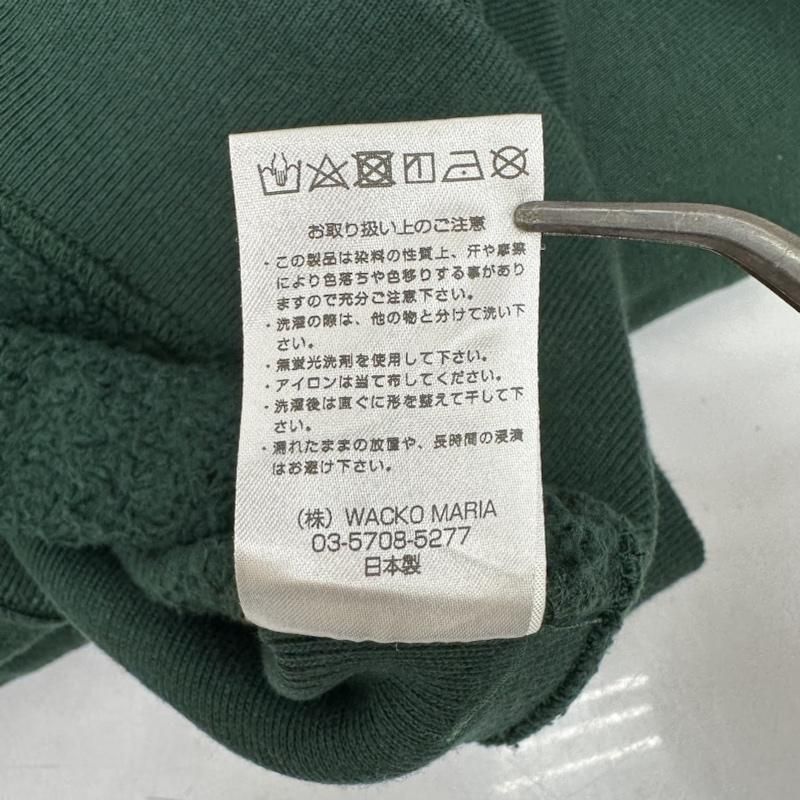 お取り扱い上のご注意
・この製品は染料の性質上、汗や摩擦
により色落ちや色移りする事があり
ますので充分ご注意下さい。
・洗濯の際は、他の物と分けて洗い下
さい。
・無蛍光洗剤を使用して下さい。
・アイロンは当て布してください。
・洗濯後は直ぐに形を整えて干して下
さい。
・濡れたままの放置や、長時間の浸漬
はお避け下さい。
（株）WACKO MARIA
03-5708-5277
日本製